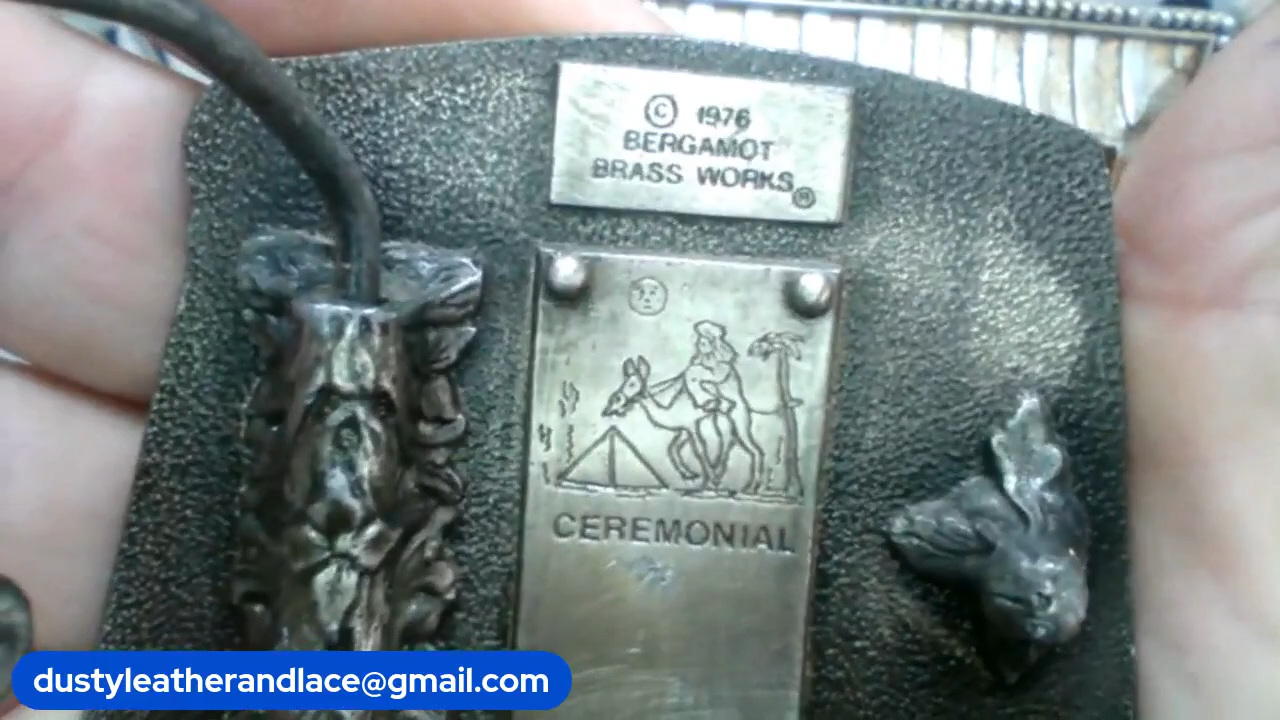 © 1976
BERGAMOT
BRASS WORKS®
CEREMONIAL
dustyleatherandlace@gmail.com